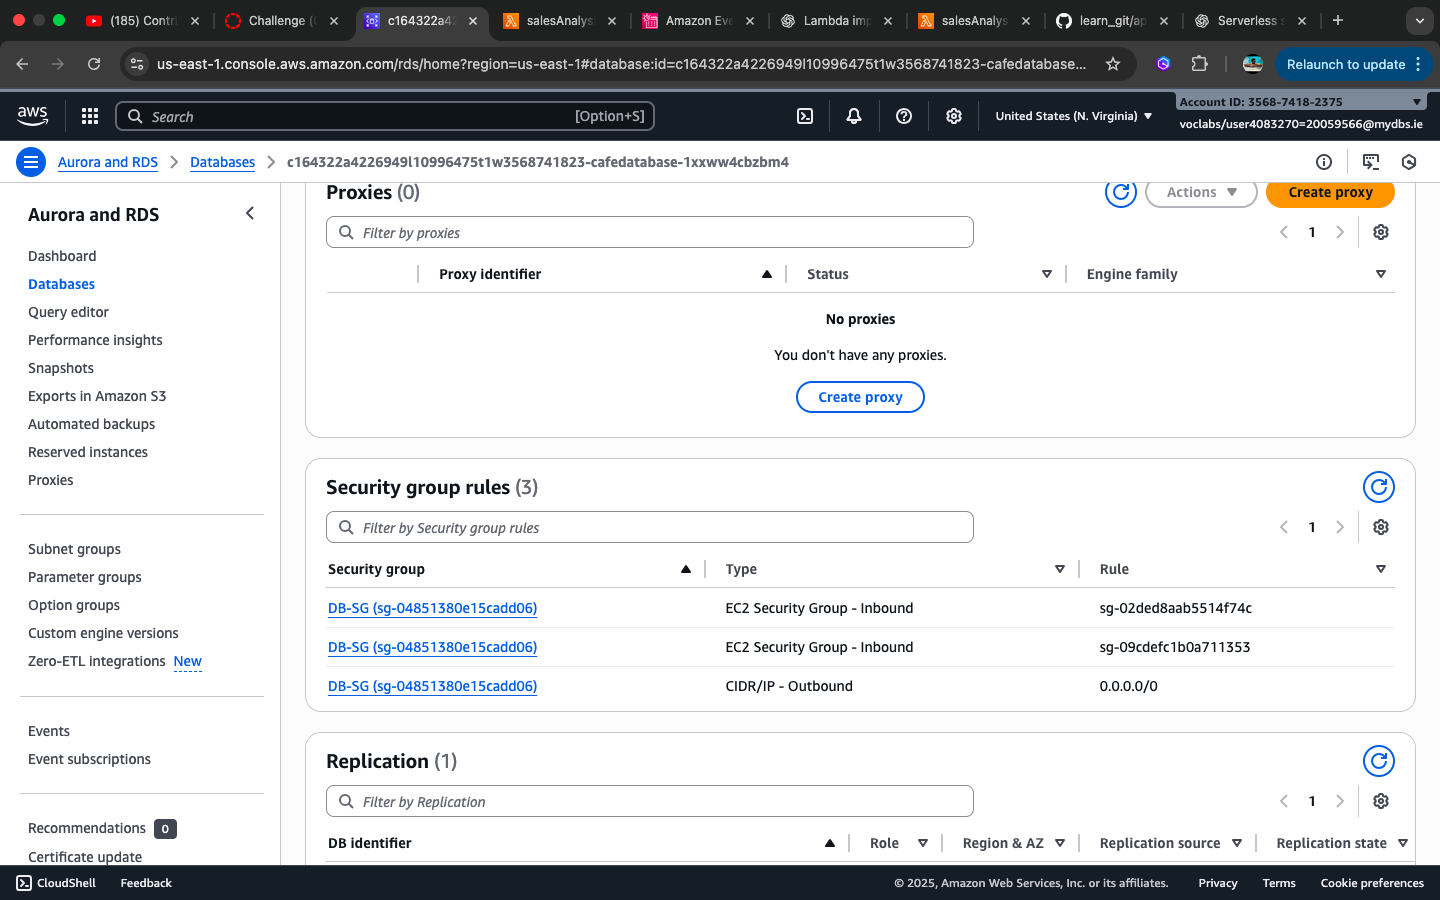 (185) Contri
Challenge (
c164322a42
salesAnalys
Amazon Eve
Lambda imp
salesAnalys
learn_git/ap
Serverless s
us-east-1.console.aws.amazon.com/rds/home?region=us-east-1#database:id=c164322a4226949l10996475t1w3568741823-cafedatabase...
Relaunch to update
aws
Search
[Option+S]
United States (N. Virginia)
Account ID: 3568-7418-2375
voclabs/user4083270=20059566@mydbs.ie
Aurora and RDS
Databases
c164322a4226949l10996475t1w3568741823-cafedatabase-1xxww4cbzbm4
Aurora and RDS
Dashboard
Databases
Query editor
Performance insights
Snapshots
Exports in Amazon S3
Automated backups
Reserved instances
Proxies
Subnet groups
Parameter groups
Option groups
Custom engine versions
Zero-ETL integrations New
Events
Event subscriptions
Recommendations 0
Certificate update
Proxies (0)
Actions
Create proxy
Filter by proxies
1
Proxy identifier
Status
Engine family
No proxies
You don't have any proxies.
Create proxy
Security group rules (3)
Filter by Security group rules
1
Security group
Type
Rule
DB-SG (sg-04851380e15cadd06)
EC2 Security Group - Inbound
sg-02ded8aab5514f74c
DB-SG (sg-04851380e15cadd06)
EC2 Security Group - Inbound
sg-09cdefc1b0a711353
DB-SG (sg-04851380e15cadd06)
CIDR/IP - Outbound
0.0.0.0/0
Replication (1)
Filter by Replication
1
DB identifier
Role
Region & AZ
Replication source
Replication state
CloudShell
Feedback
© 2025, Amazon Web Services, Inc. or its affiliates.
Privacy
Terms
Cookie preferences